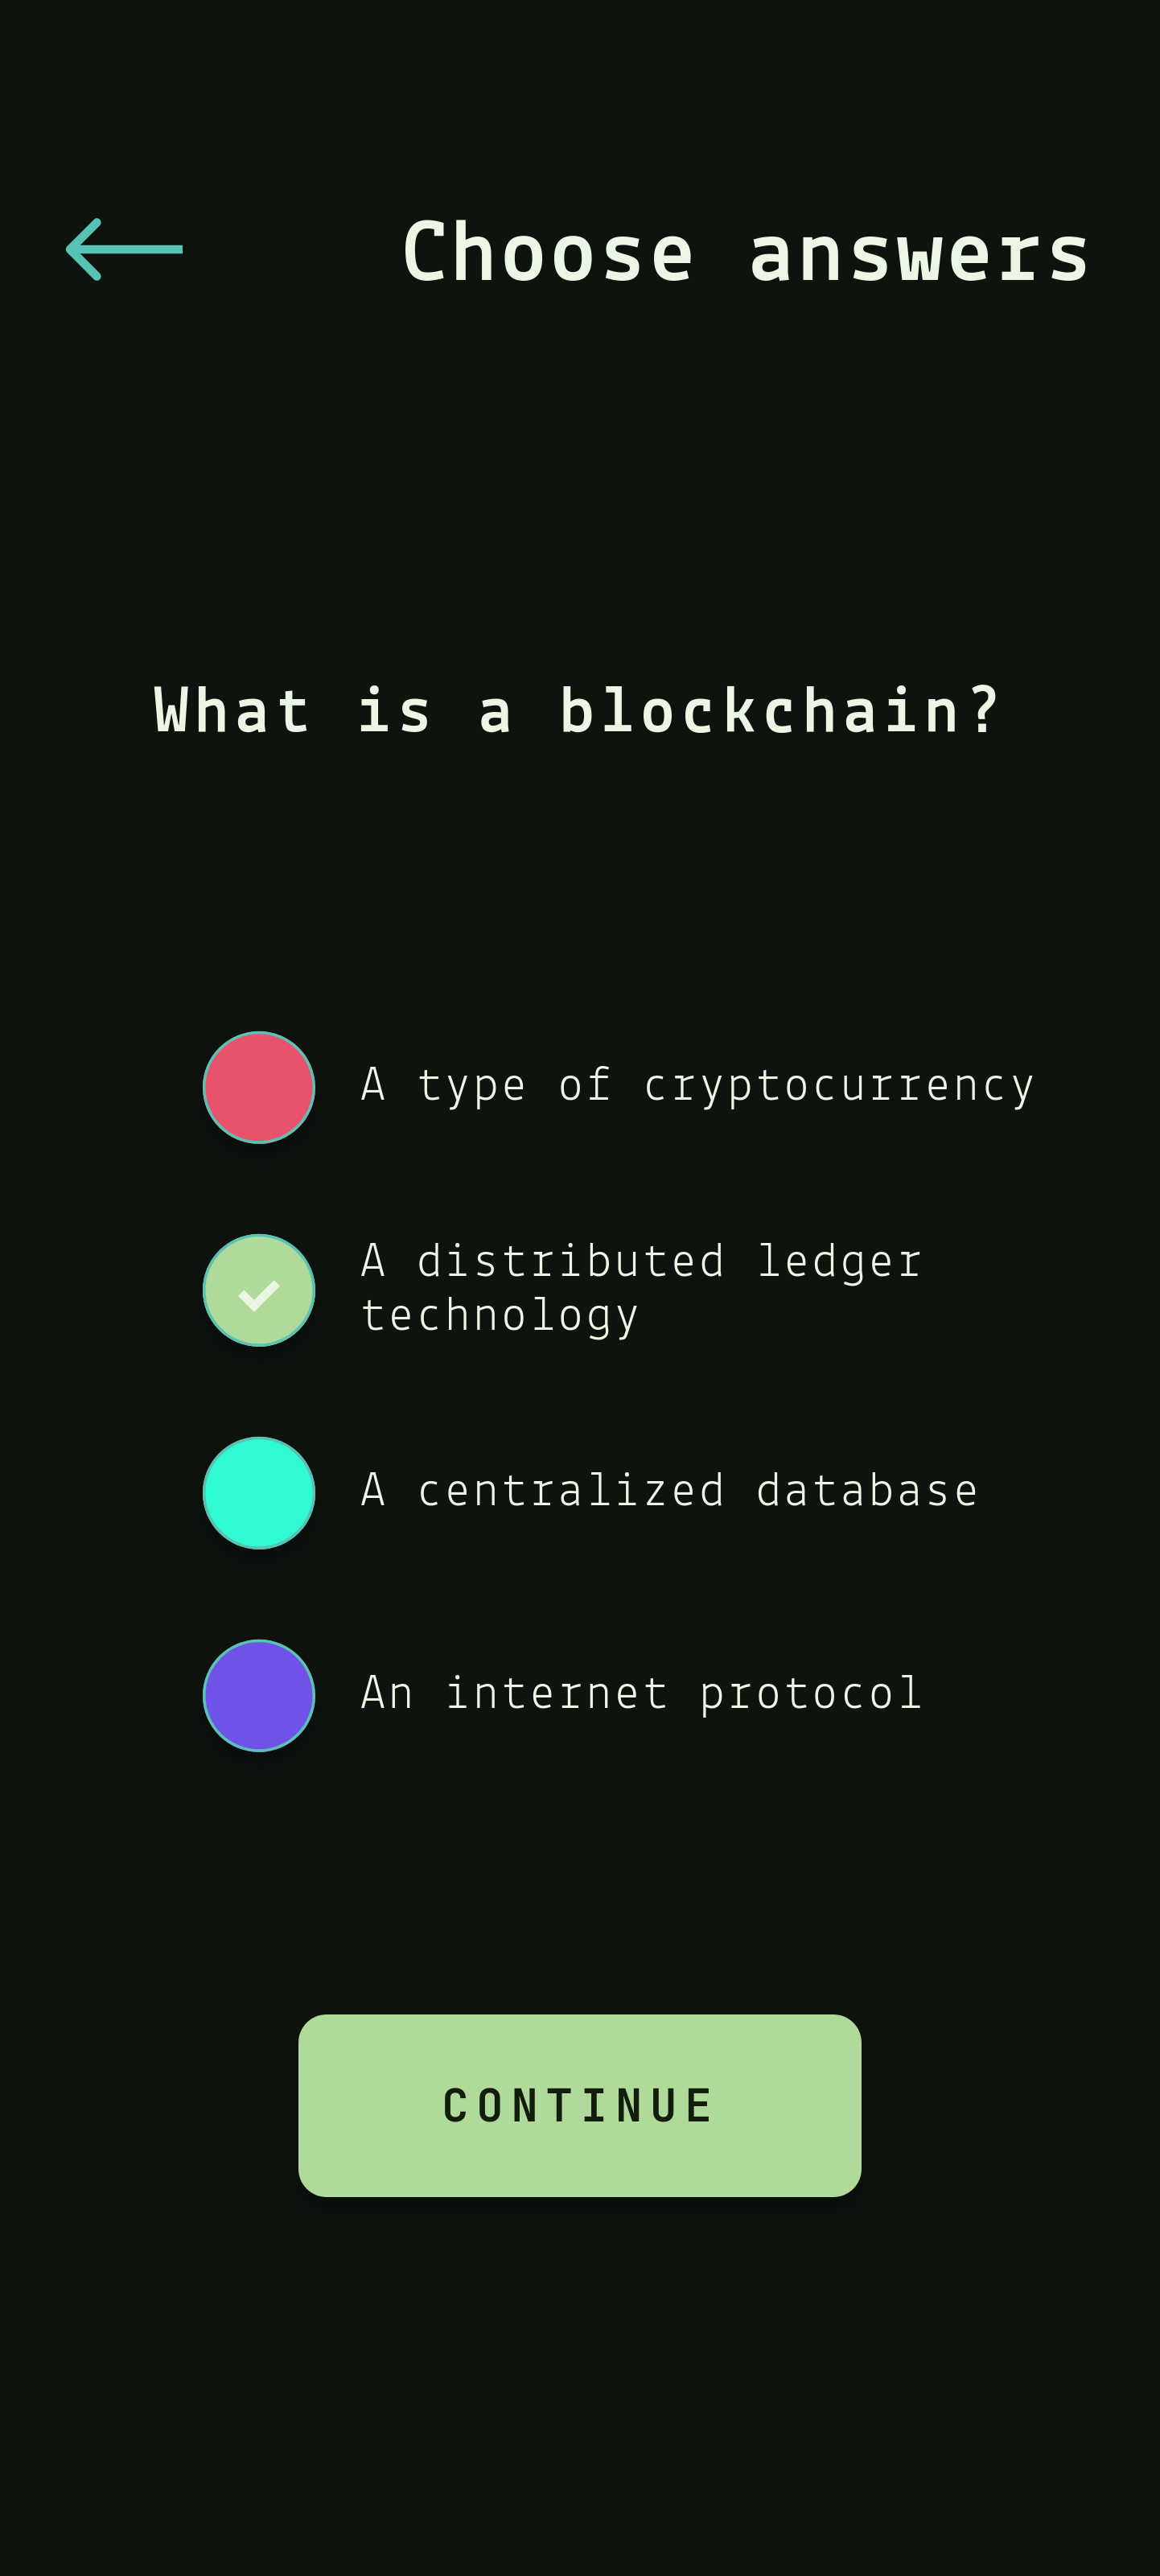 Choose answers
What is a blockchain?
A type of cryptocurrency
A distributed ledger
technology
A centralized database
An internet protocol
CONTINUE